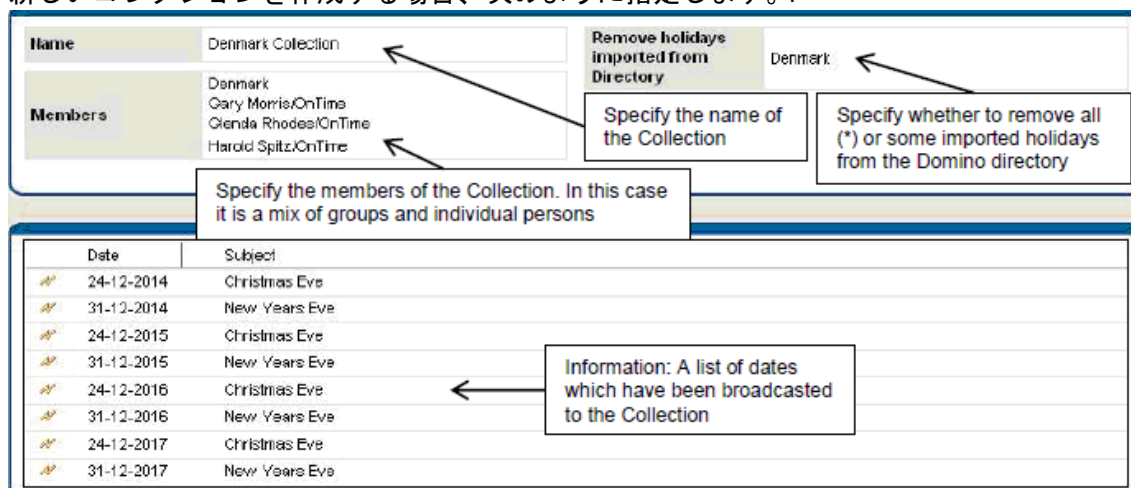 新しいコレクションを作成する場合、次のように指定します。:
Name
Denmark Colection
Remove holidays
imported from
Directory
Denmark
Members
Denmark
Gary Morris/OnTime
Glenda Rhodes/OnTime
Harold Spitz/OnTime
Specify the name of
the Collection
Specify whether to remove all
(*) or some imported holidays
from the Domino directory
Specify the members of the Collection. In this case
it is a mix of groups and individual persons
Date Subject
24-12-2014 Christmas Eve
31-12-2014 New Years Eve
24-12-2015 Christmas Eve
31-12-2015 New Years Eve
24-12-2016 Christmas Eve
31-12-2016 New Years Eve
24-12-2017 Christmas Eve
31-12-2017 New Years Eve
Information: A list of dates
which have been broadcasted
to the Collection